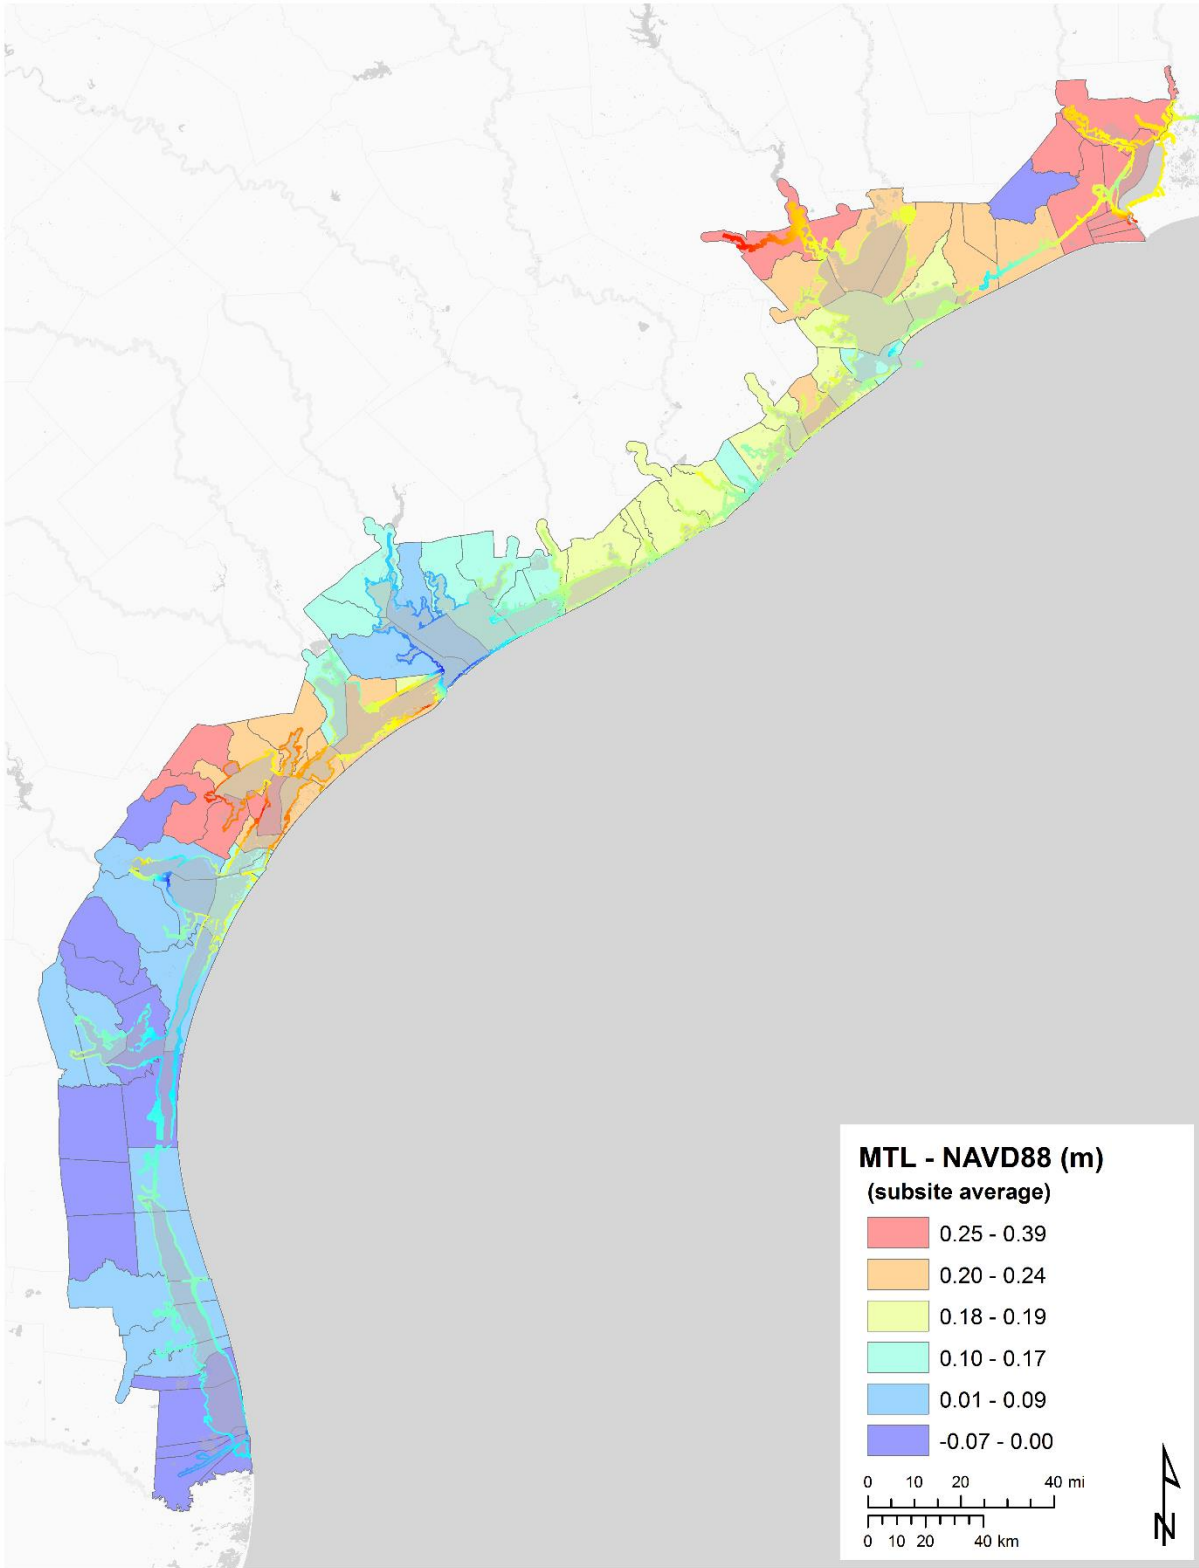 MTL - NAVD88 (m)
(subsite average)
0.25 - 0.39
0.20 - 0.24
0.18 - 0.19
0.10 - 0.17
0.01 - 0.09
-0.07 - 0.00
0 10 20 40 mi
0 10 20 40 km
N